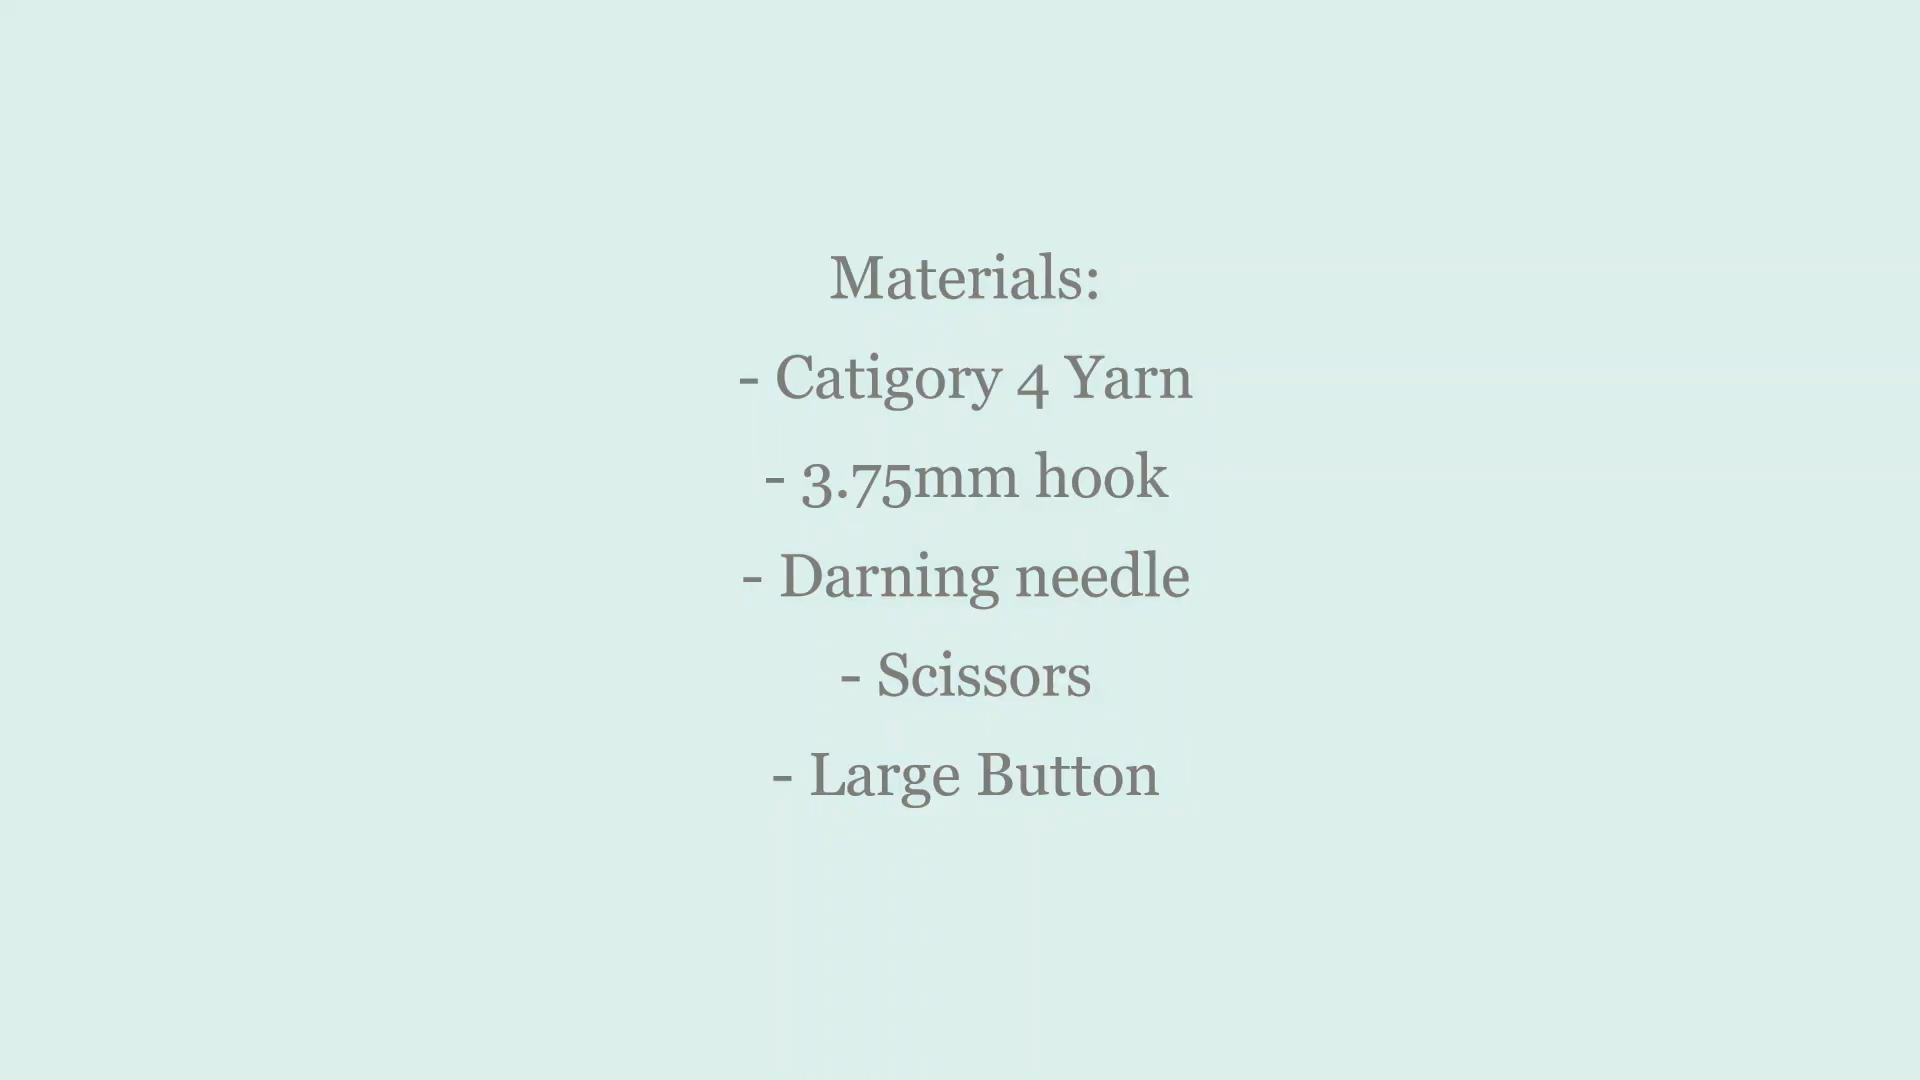 Materials:
- Catigory 4 Yarn
- 3.75mm hook
- Darning needle
- Scissors
- Large Button